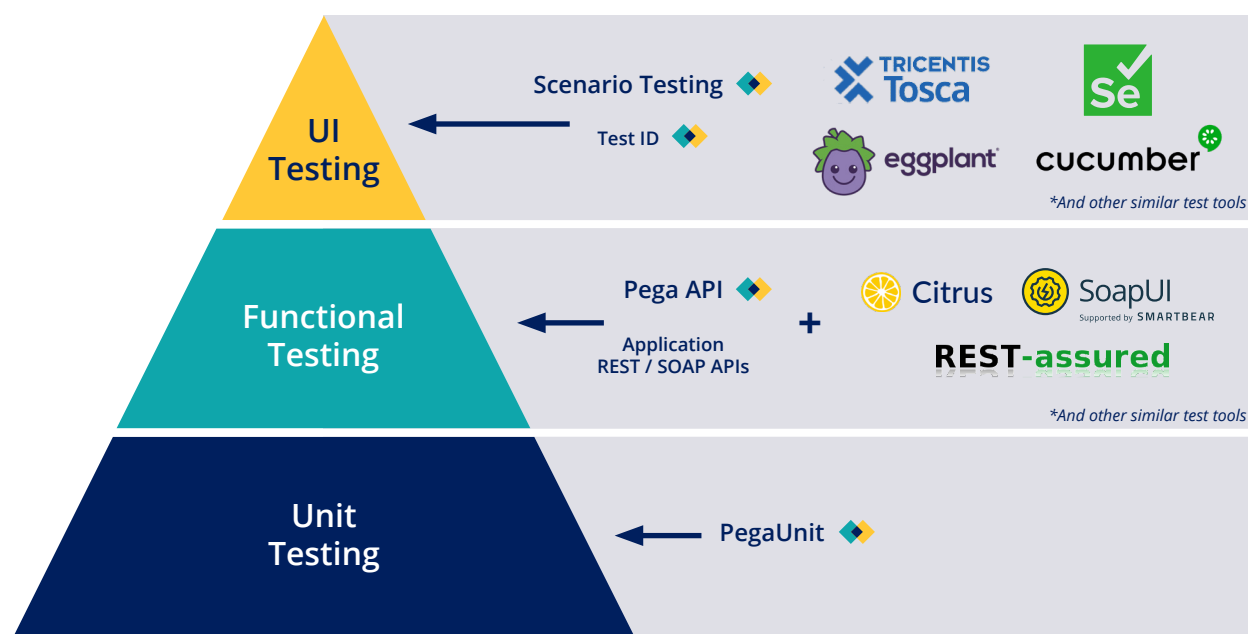 UI
Testing
Scenario Testing
Test ID
TRICENTIS
Tosca
Se
eggplant
cucumber
*And other similar test tools
Functional
Testing
Pega API
Application
REST / SOAP APIs
+
Citrus
SoapUI
Supported by SMARTBEAR
REST-assured
*And other similar test tools
Unit
Testing
PegaUnit